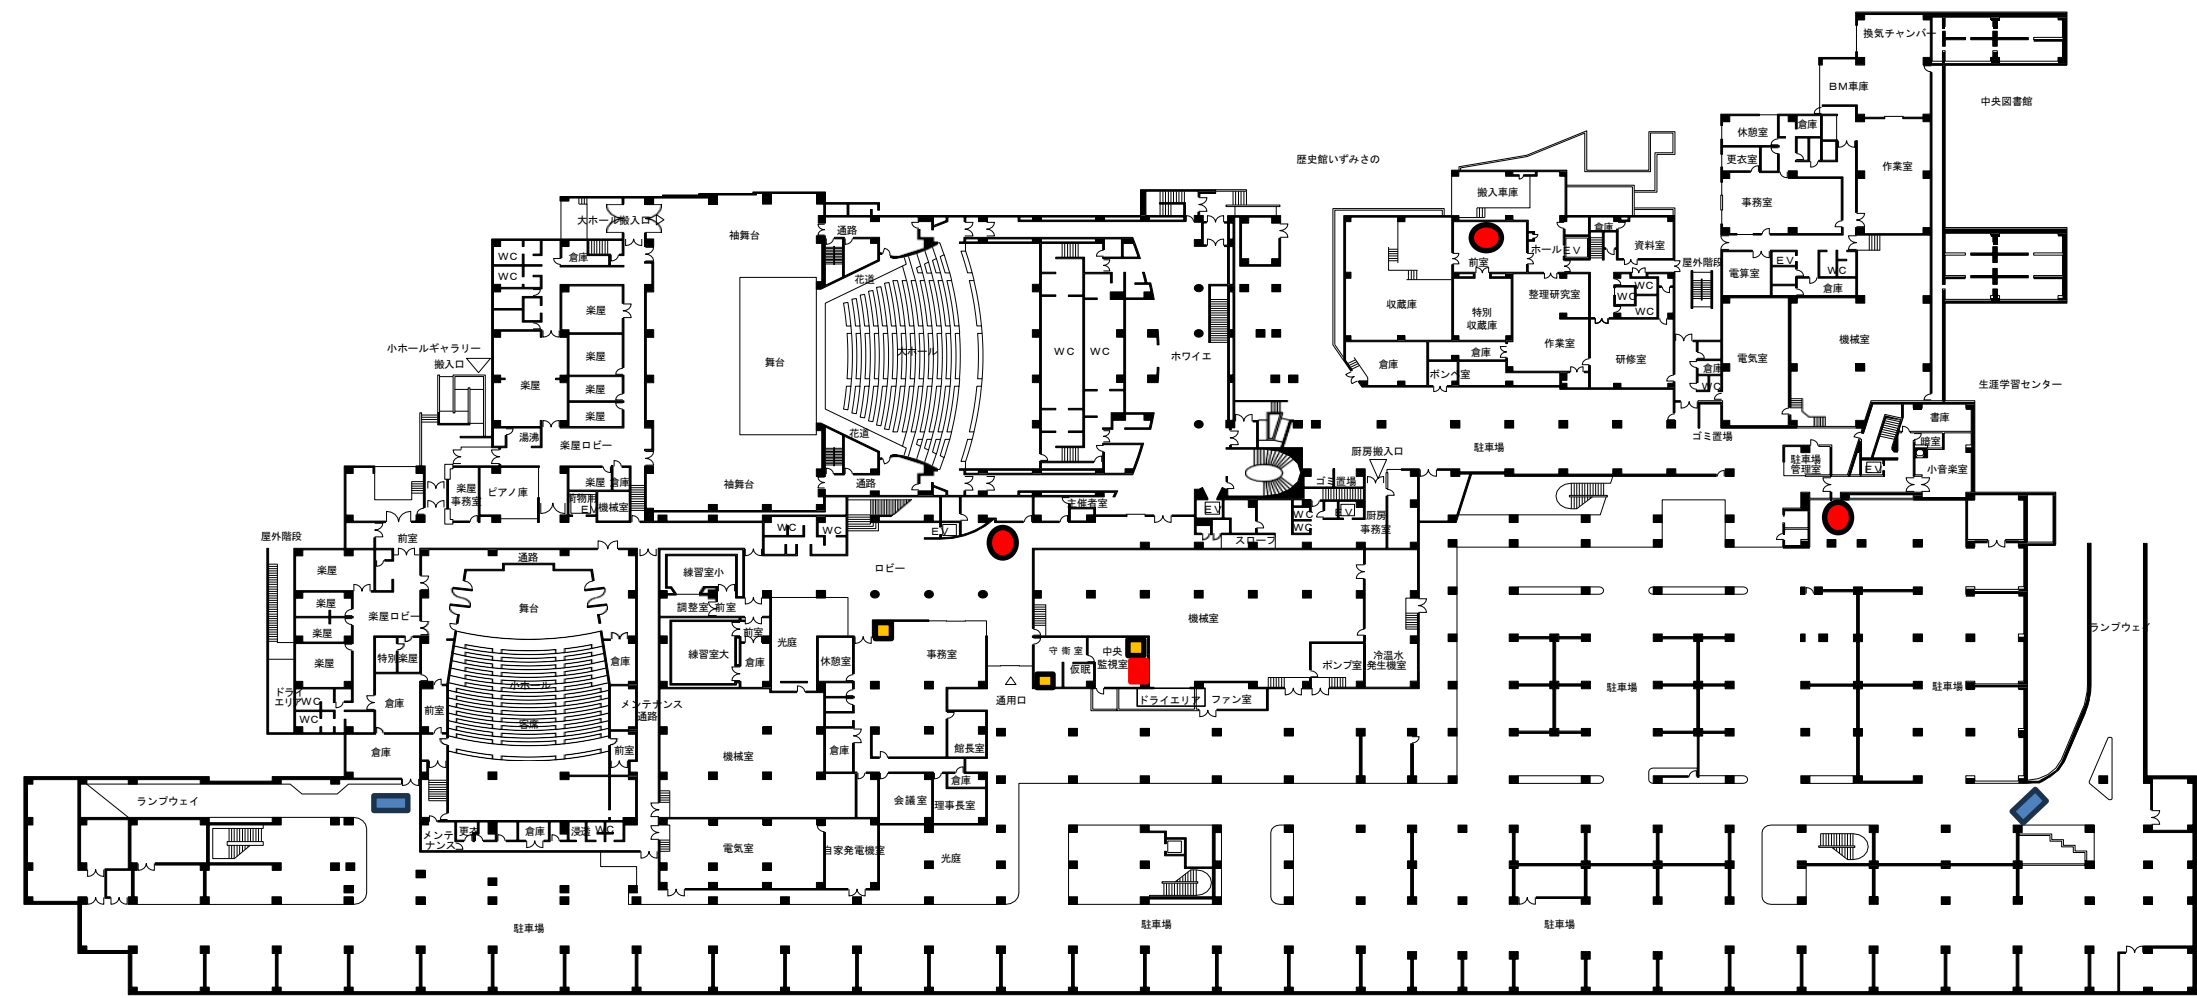 換気チャンバー
BM車庫
中央図書館
休憩室
倉庫
更衣室
作業室
事務室
歴史館いずみさの
搬入車庫
大ホール搬入口
袖舞台
通路
倉庫
資料室
ホール
EV
前室
屋外階段
電算室
EV
WC
倉庫
WC
WC
倉庫
花道
収蔵庫
特別
収蔵庫
整理研究室
WC
WC
WC
楽屋
小ホールギャラリー
搬入口
楽屋
楽屋
楽屋
楽屋
舞台
大ホール
WC
WC
ホワイエ
倉庫
倉庫
ボンベ室
作業室
研修室
倉庫
WC
電気室
機械室
生涯学習センター
湯沸
楽屋ロビー
花道
駐車場
ゴミ置場
書庫
暗室
小音楽室
駐車場
管理室
EV
厨房搬入口
楽屋
事務室
ピアノ庫
楽屋
倉庫
荷物用
EV
機械室
袖舞台
通路
主催者室
EV
ゴミ置場
WC
WC
EV
厨房
事務室
スロープ
屋外階段
前室
WC
WC
EV
通路
ロビー
楽屋
楽屋
楽屋
楽屋
楽屋ロビー
特別楽屋
舞台
練習室小
調整室
前室
前室
練習室大
倉庫
光庭
休憩室
事務室
機械室
守衛室
仮眠
中央
監視室
ポンプ室
冷温水
発生機室
ランプウェイ
ドライ
エリア
WC
WC
倉庫
前室
小ホール
客席
倉庫
メンテナンス
通路
通用口
ドライエリア
ファン室
駐車場
駐車場
倉庫
前室
機械室
倉庫
館長室
倉庫
会議室
理事長室
ランプウェイ
メンテ
ナンス
更衣
倉庫
浸透
WC
電気室
自家発電機室
光庭
駐車場
駐車場
駐車場